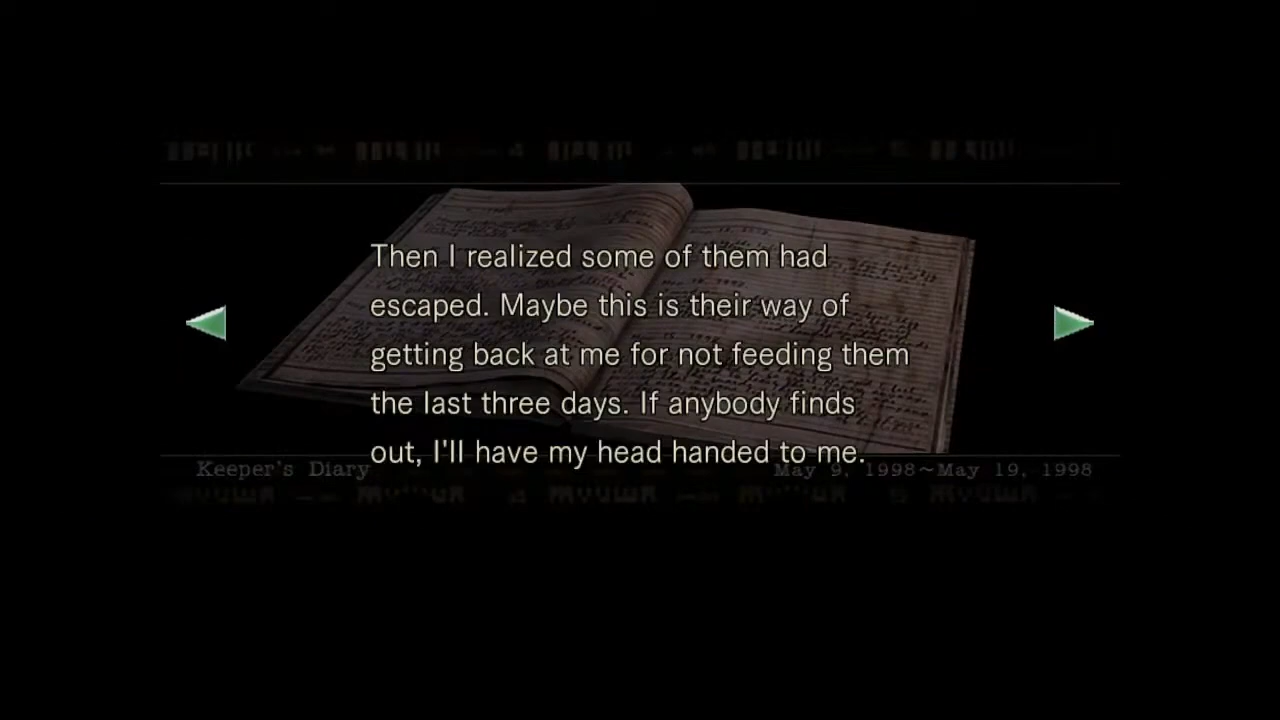 Then I realized some of them had
escaped. Maybe this is their way of
getting back at me for not feeding them
the last three days. If anybody finds
out, I'll have my head handed to me.
Keeper's Diary
May 9, 1998~May 19, 1998